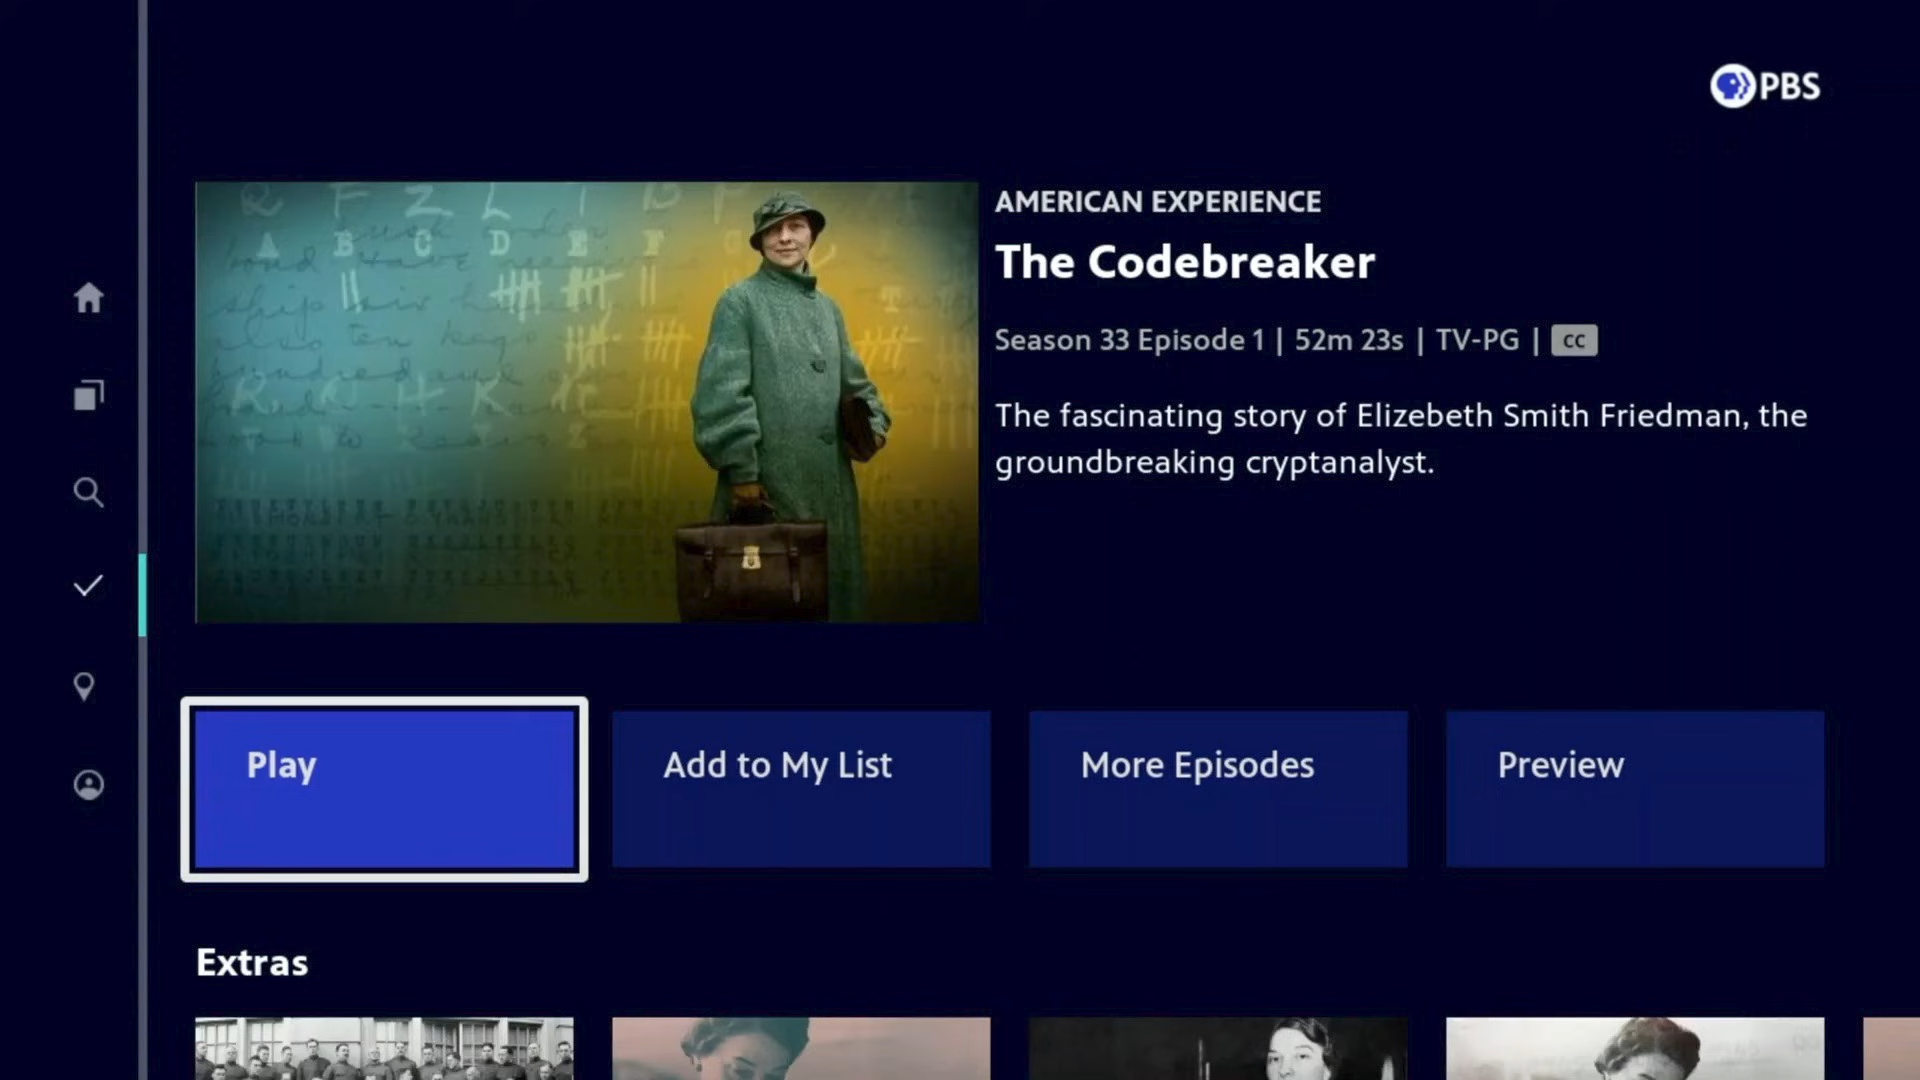 PBS
AMERICAN EXPERIENCE
The Codebreaker
Season 33 Episode 1 | 52m 23s | TV-PG | CC
The fascinating story of Elizebeth Smith Friedman, the
groundbreaking cryptanalyst.
A B C D E F
Play
Add to My List
More Episodes
Preview
Extras